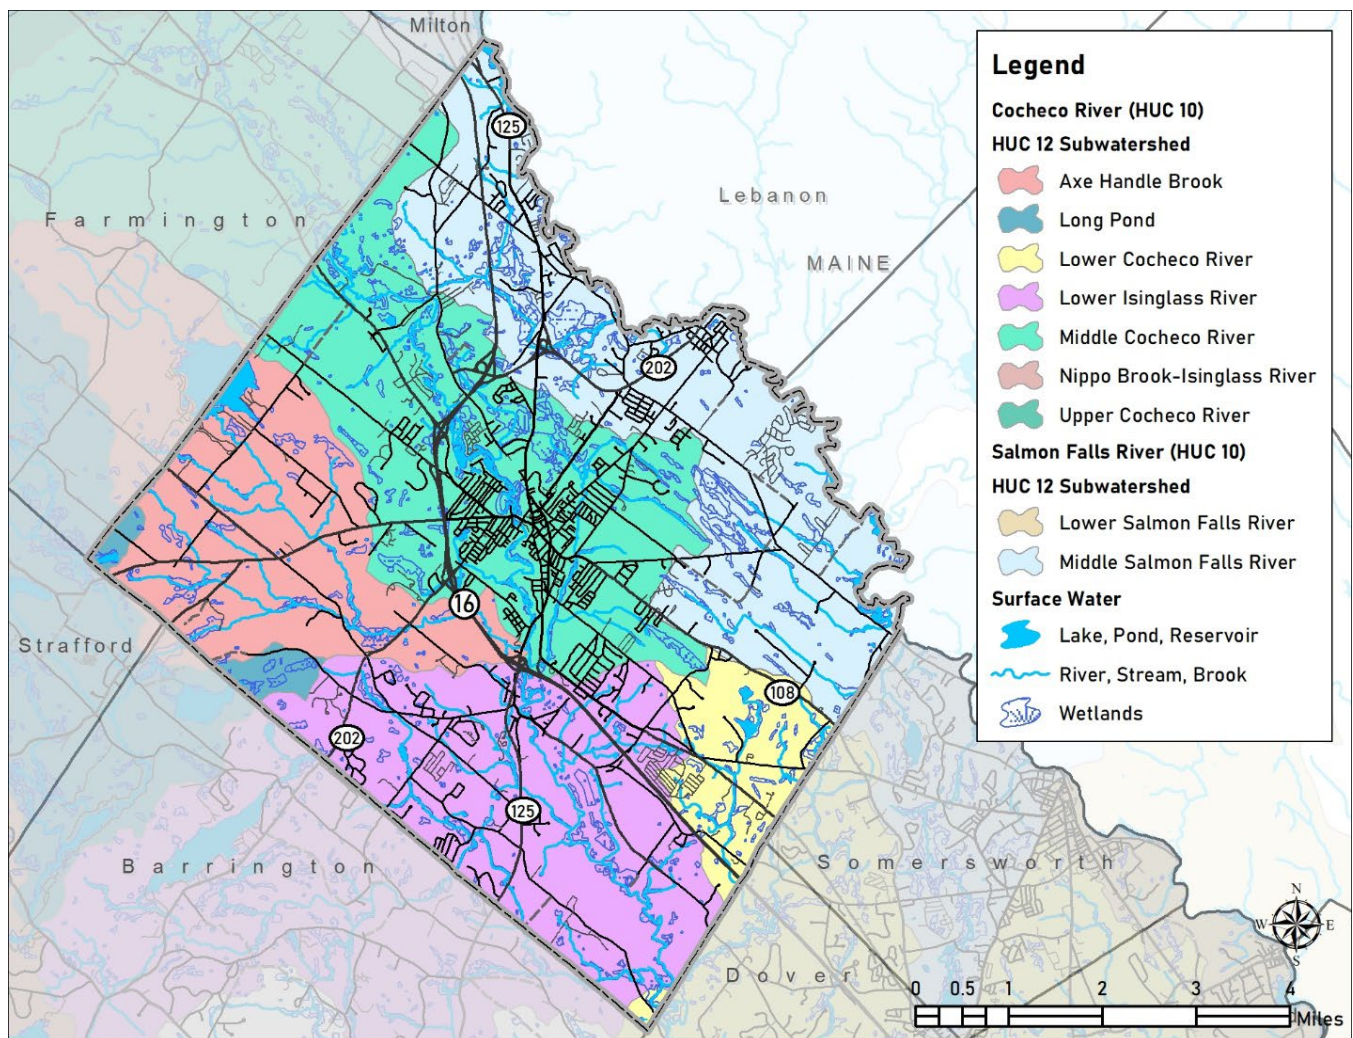 Milton
125
Farmington
Lebanon
MAINE
202
16
Strafford
108
202
125
Barrington
Somersworth
Dover
Legend
Cocheco River (HUC 10)
HUC 12 Subwatershed
Axe Handle Brook
Long Pond
Lower Cocheco River
Lower Isinglass River
Middle Cocheco River
Nippo Brook-Isinglass River
Upper Cocheco River
Salmon Falls River (HUC 10)
HUC 12 Subwatershed
Lower Salmon Falls River
Middle Salmon Falls River
Surface Water
Lake, Pond, Reservoir
River, Stream, Brook
Wetlands
N
W E
S
0 0.5 1 2 3 4
Miles